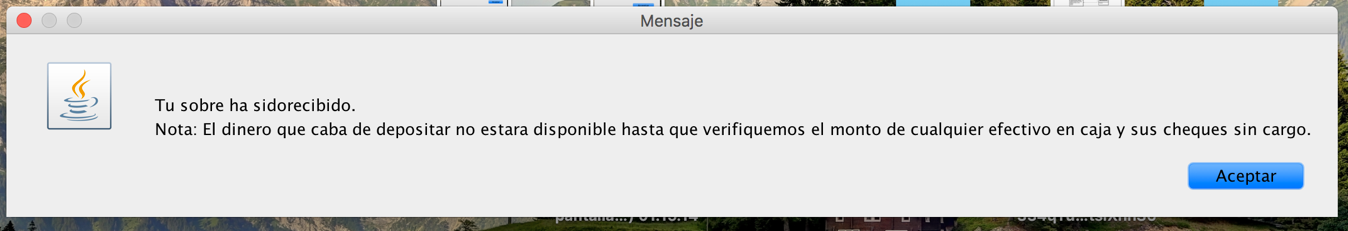 Mensaje
Tu sobre ha sidorecibido.
Nota: El dinero que caba de depositar no estara disponible hasta que verifiquemos el monto de cualquier efectivo en caja y sus cheques sin cargo.
Aceptar